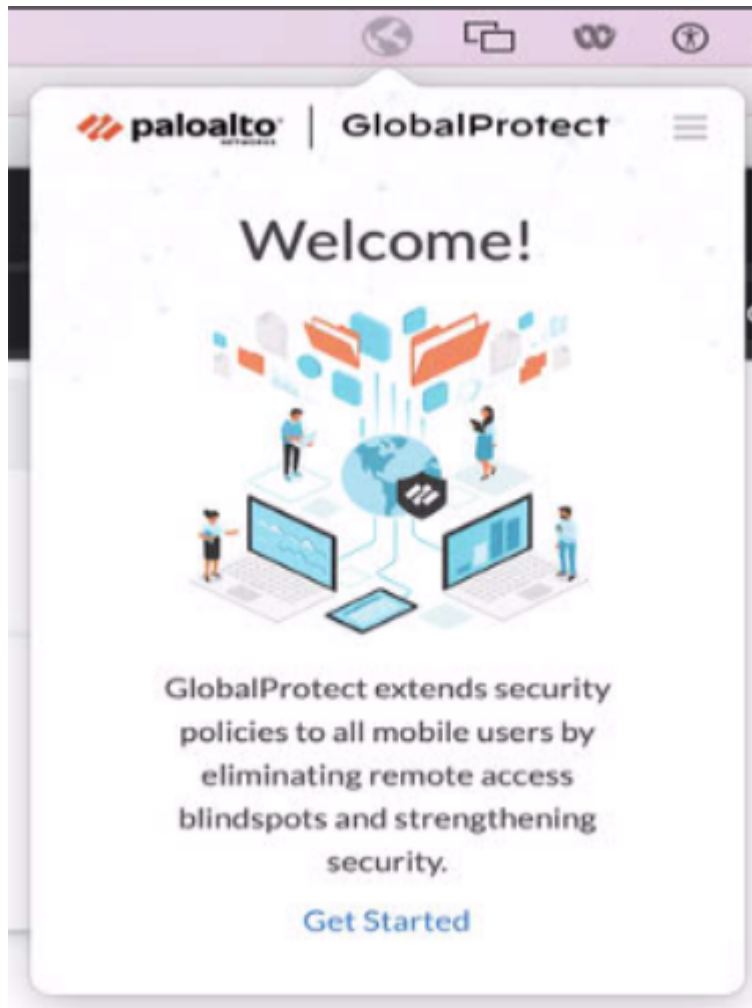 paloalto | GlobalProtect
NETWORKS
Welcome!
GlobalProtect extends security
policies to all mobile users by
eliminating remote access
blindspots and strengthening
security.
Get Started